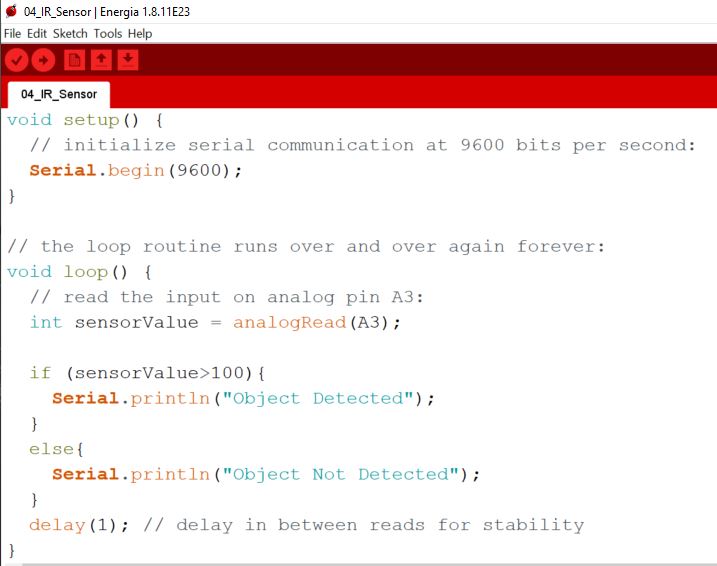 04_IR_Sensor | Energia 1.8.11E23
File Edit Sketch Tools Help
04_IR_Sensor
void setup() {
  // initialize serial communication at 9600 bits per second:
  Serial.begin(9600);
}

// the loop routine runs over and over again forever:
void loop() {
  // read the input on analog pin A3:
  int sensorValue = analogRead(A3);

  if (sensorValue>100){
    Serial.println("Object Detected");
  }
  else{
    Serial.println("Object Not Detected");
  }
  delay(1); // delay in between reads for stability
}